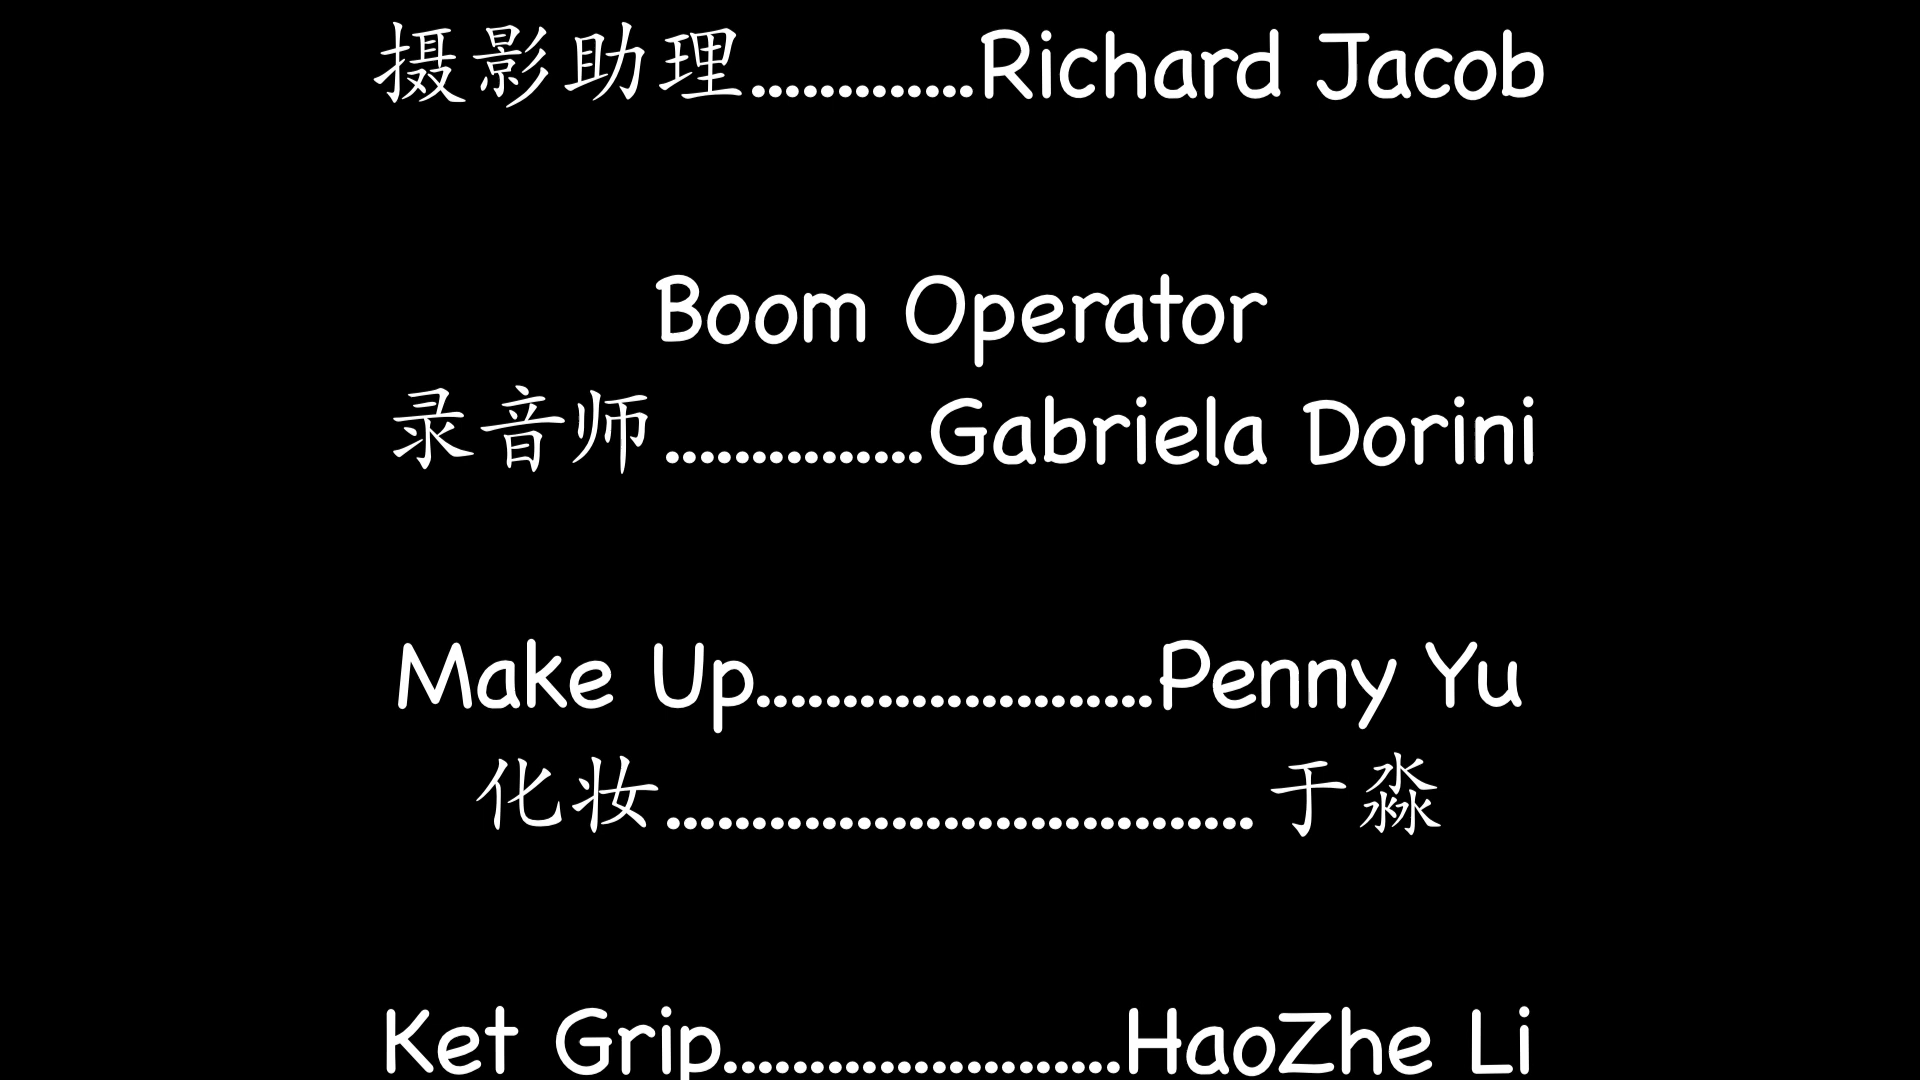 摄影助理.............Richard Jacob
Boom Operator
录音师...............Gabriela Dorini
Make Up.......................Penny Yu
化妆..................................于淼
Ket Grip.......................HaoZhe Li